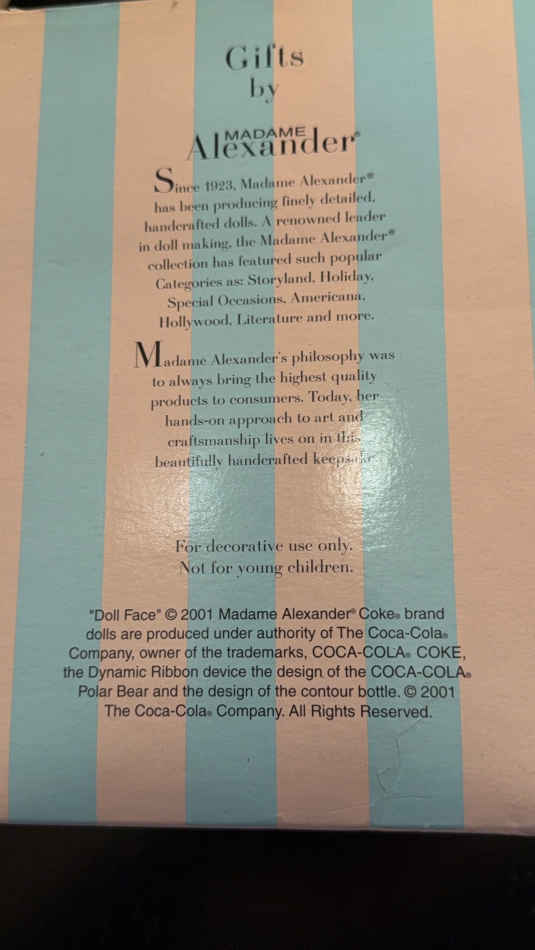 Gifts
by
MADAME
Alexander®
Since 1923, Madame Alexander®
has been producing finely detailed,
handcrafted dolls. A renowned leader
in doll making, the Madame Alexander®
collection has featured such popular
Categories as: Storyland, Holiday,
Special Occasions, Americana,
Hollywood, Literature and more.
Madame Alexander's philosophy was
to always bring the highest quality
products to consumers. Today, her
hands-on approach to art and
craftsmanship lives on in this
beautifully handcrafted keepsake.
For decorative use only.
Not for young children.
"Doll Face" © 2001 Madame Alexander® Coke® brand
dolls are produced under authority of The Coca-Cola®
Company, owner of the trademarks, COCA-COLA® COKE,
the Dynamic Ribbon device the design of the COCA-COLA®
Polar Bear and the design of the contour bottle. © 2001
The Coca-Cola® Company. All Rights Reserved.